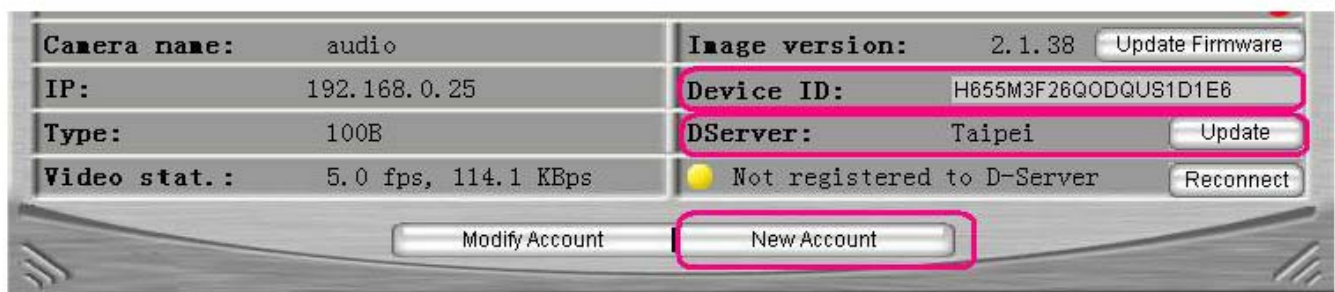 Camera name: audio Image version: 2.1.38 Update Firmware
IP: 192.168.0.25 Device ID: H655M3F26QODQUS1D1E6
Type: 100B DServer: Taipei Update
Video stat.: 5.0 fps, 114.1 KBps Not registered to D-Server Reconnect
Modify Account New Account